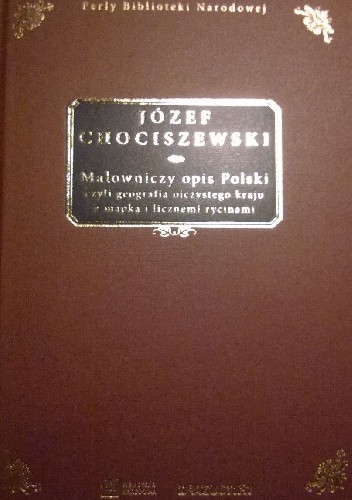 Perły Biblioteki Narodowej
JÓZEF
CHOCISZEWSKI
Malowniczy opis Polski
czyli geografia ojczystego kraju
z mapką i licznemi rycinami